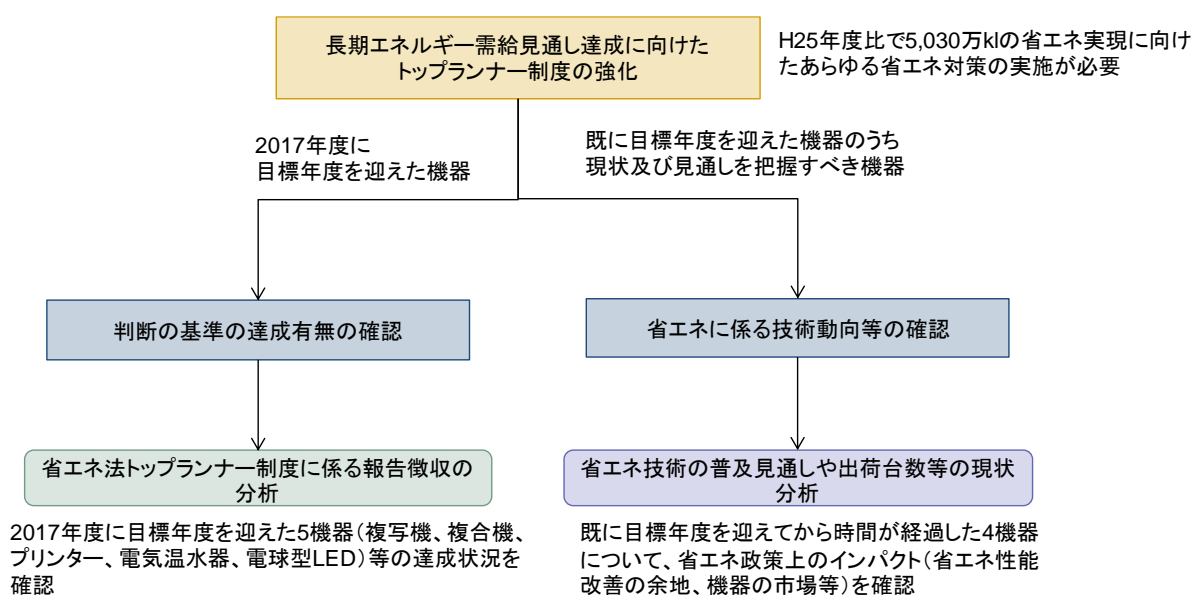 長期エネルギー需給見通し達成に向けた
トップランナー制度の強化
H25年度比で5,030万klの省エネ実現に向け
たあらゆる省エネ対策の実施が必要
2017年度に
目標年度を迎えた機器
既に目標年度を迎えた機器のうち
現状及び見通しを把握すべき機器
判断の基準の達成有無の確認
省エネに係る技術動向等の確認
省エネ法トップランナー制度に係る報告徴収の
分析
省エネ技術の普及見通しや出荷台数等の現状
分析
2017年度に目標年度を迎えた5機器（複写機、複合機、
プリンター、電気温水器、電球型LED）等の達成状況を
確認
既に目標年度を迎えてから時間が経過した4機器
について、省エネ政策上のインパクト（省エネ性能
改善の余地、機器の市場等）を確認